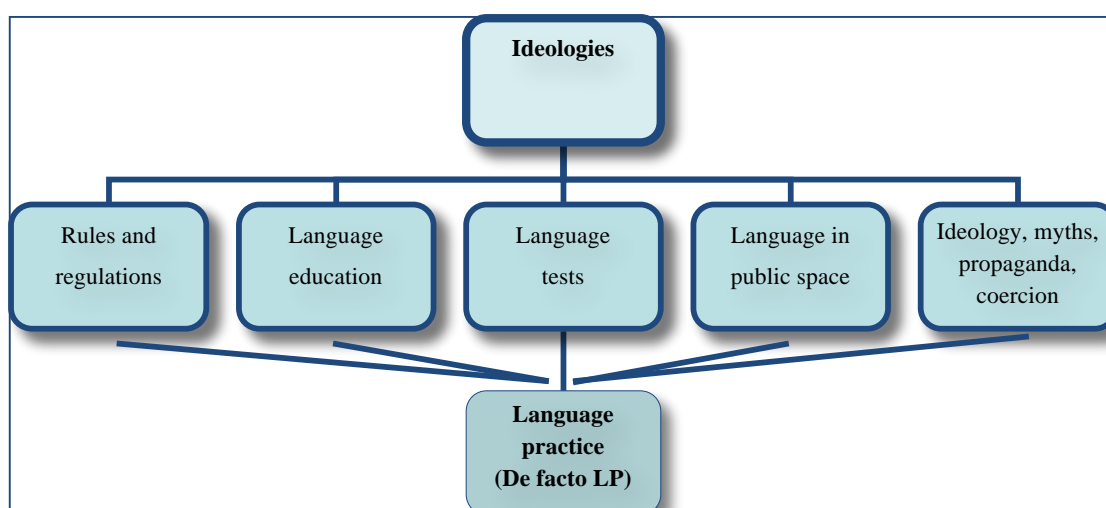 Ideologies
Rules and
regulations
Language
education
Language
tests
Language in
public space
Ideology, myths,
propaganda,
coercion
Language
practice
(De facto LP)